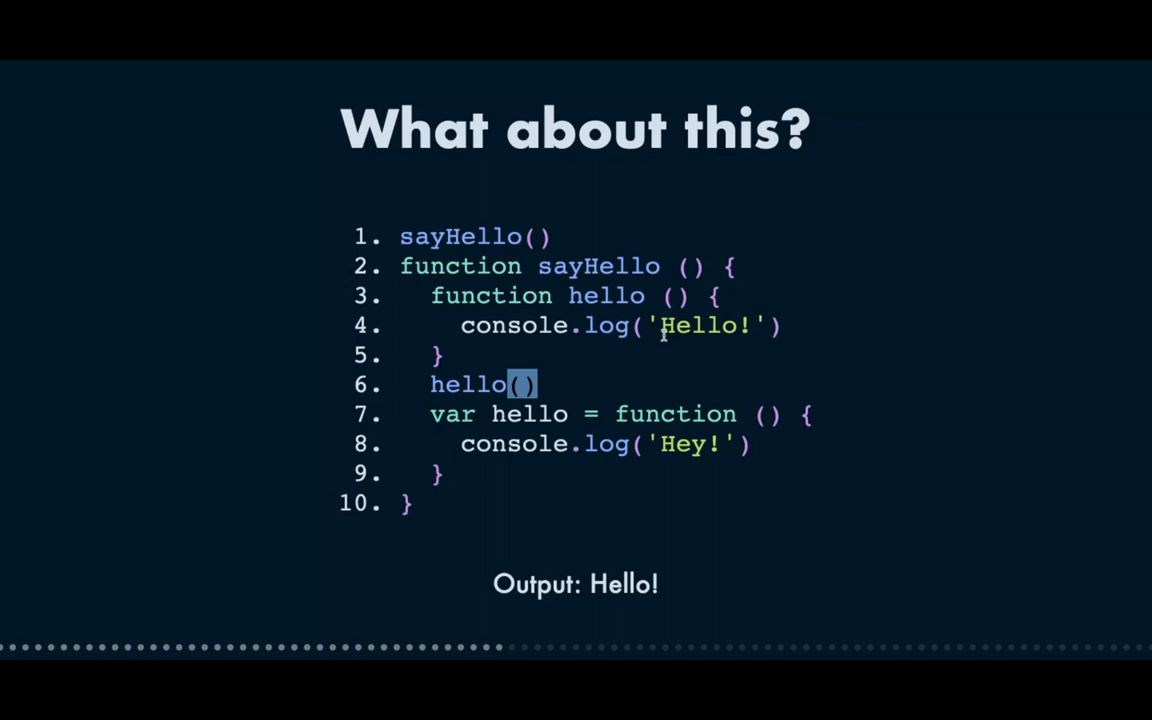 What about this?
1. sayHello()
2. function sayHello () {
3.   function hello () {
4.     console.log('Hello!')
5.   }
6.   hello()
7.   var hello = function () {
8.     console.log('Hey!')
9.   }
10. }
Output: Hello!